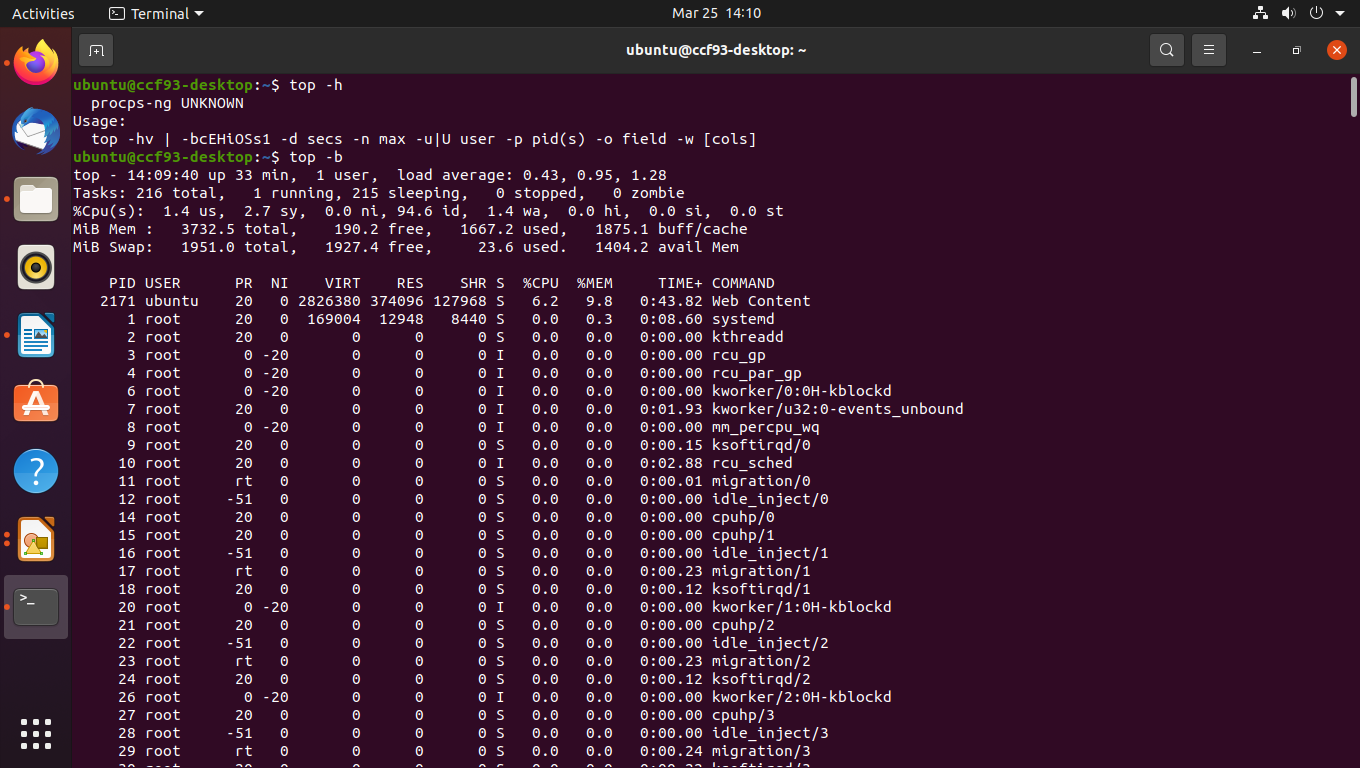 Activities Terminal Mar 25 14:10
ubuntu@ccf93-desktop: ~
ubuntu@ccf93-desktop:~$ top -h
  procps-ng UNKNOWN
Usage:
  top -hv | -bcEHiOSs1 -d secs -n max -u|U user -p pid(s) -o field -w [cols]
ubuntu@ccf93-desktop:~$ top -b
top - 14:09:40 up 33 min,  1 user,  load average: 0.43, 0.95, 1.28
Tasks: 216 total,   1 running, 215 sleeping,   0 stopped,   0 zombie
%Cpu(s):  1.4 us,  2.7 sy,  0.0 ni, 94.6 id,  1.4 wa,  0.0 hi,  0.0 si,  0.0 st
MiB Mem :   3732.5 total,    190.2 free,   1667.2 used,   1875.1 buff/cache
MiB Swap:   1951.0 total,   1927.4 free,     23.6 used.   1404.2 avail Mem
    PID USER      PR  NI    VIRT    RES    SHR S  %CPU  %MEM     TIME+ COMMAND
   2171 ubuntu    20   0 2826380 374096 127968 S   6.2   9.8   0:43.82 Web Content
      1 root      20   0  169004  12948   8440 S   0.0   0.3   0:08.60 systemd
      2 root      20   0       0      0      0 S   0.0   0.0   0:00.00 kthreadd
      3 root       0 -20       0      0      0 I   0.0   0.0   0:00.00 rcu_gp
      4 root       0 -20       0      0      0 I   0.0   0.0   0:00.00 rcu_par_gp
      6 root       0 -20       0      0      0 I   0.0   0.0   0:00.00 kworker/0:0H-kblockd
      7 root      20   0       0      0      0 I   0.0   0.0   0:01.93 kworker/u32:0-events_unbound
      8 root       0 -20       0      0      0 I   0.0   0.0   0:00.00 mm_percpu_wq
      9 root      20   0       0      0      0 S   0.0   0.0   0:00.15 ksoftirqd/0
     10 root      20   0       0      0      0 I   0.0   0.0   0:02.88 rcu_sched
     11 root      rt   0       0      0      0 S   0.0   0.0   0:00.01 migration/0
     12 root     -51   0       0      0      0 S   0.0   0.0   0:00.00 idle_inject/0
     14 root      20   0       0      0      0 S   0.0   0.0   0:00.00 cpuhp/0
     15 root      20   0       0      0      0 S   0.0   0.0   0:00.00 cpuhp/1
     16 root     -51   0       0      0      0 S   0.0   0.0   0:00.00 idle_inject/1
     17 root      rt   0       0      0      0 S   0.0   0.0   0:00.23 migration/1
     18 root      20   0       0      0      0 S   0.0   0.0   0:00.12 ksoftirqd/1
     20 root       0 -20       0      0      0 I   0.0   0.0   0:00.00 kworker/1:0H-kblockd
     21 root      20   0       0      0      0 S   0.0   0.0   0:00.00 cpuhp/2
     22 root     -51   0       0      0      0 S   0.0   0.0   0:00.00 idle_inject/2
     23 root      rt   0       0      0      0 S   0.0   0.0   0:00.23 migration/2
     24 root      20   0       0      0      0 S   0.0   0.0   0:00.12 ksoftirqd/2
     26 root       0 -20       0      0      0 I   0.0   0.0   0:00.00 kworker/2:0H-kblockd
     27 root      20   0       0      0      0 S   0.0   0.0   0:00.00 cpuhp/3
     28 root     -51   0       0      0      0 S   0.0   0.0   0:00.00 idle_inject/3
     29 root      rt   0       0      0      0 S   0.0   0.0   0:00.24 migration/3